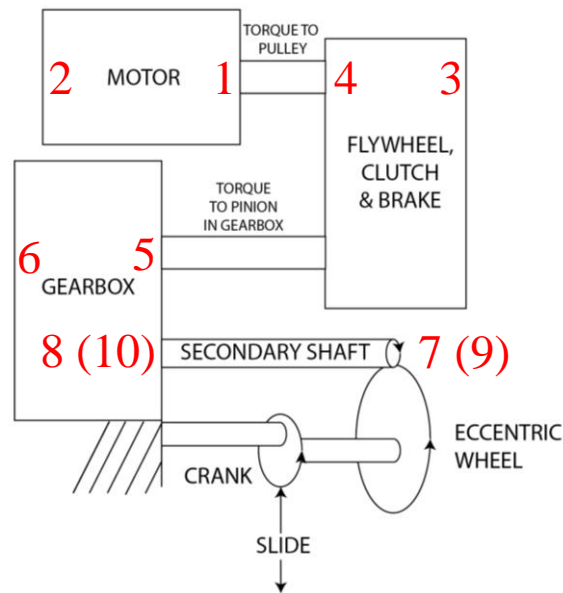 TORQUE TO
PULLEY
2 MOTOR 1 4 3
FLYWHEEL,
CLUTCH
& BRAKE
TORQUE
TO PINION
IN GEARBOX
6 5
GEARBOX
8 (10) SECONDARY SHAFT 7 (9)
ECCENTRIC
WHEEL
CRANK
SLIDE